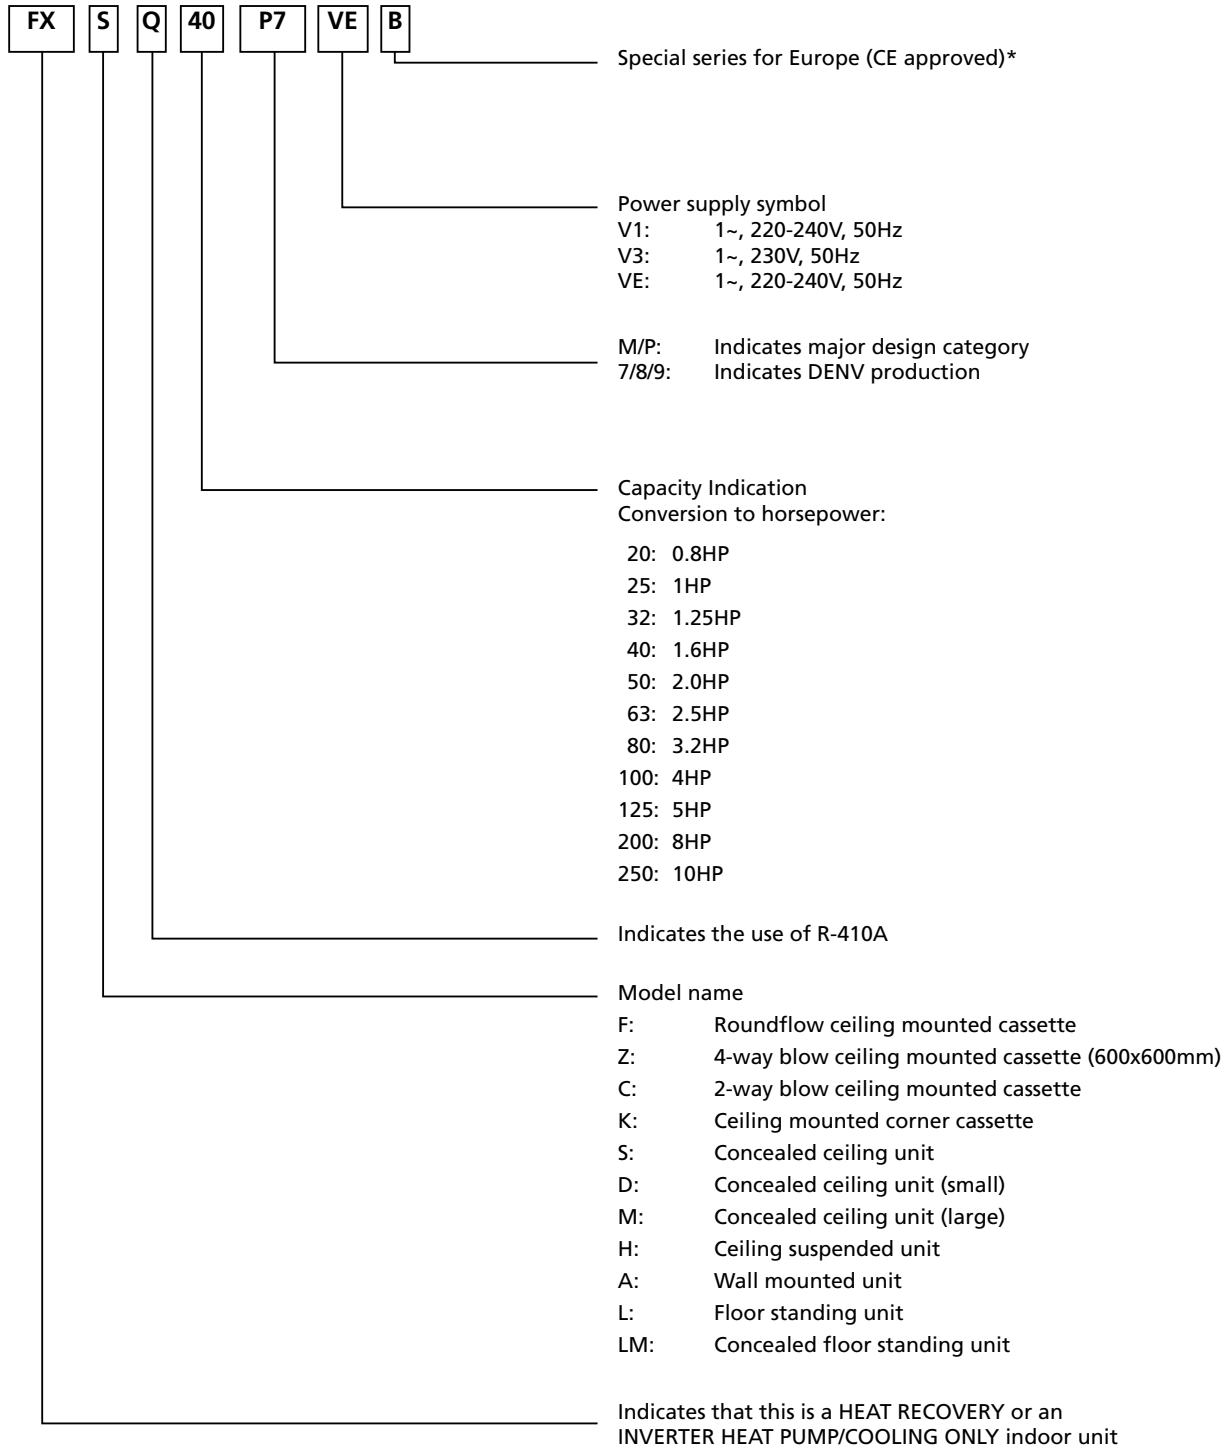 FX S Q 40 P7 VE B
Special series for Europe (CE approved)*
Power supply symbol
V1: 1~, 220-240V, 50Hz
V3: 1~, 230V, 50Hz
VE: 1~, 220-240V, 50Hz
M/P: Indicates major design category
7/8/9: Indicates DENV production
Capacity Indication
Conversion to horsepower:
20: 0.8HP
25: 1HP
32: 1.25HP
40: 1.6HP
50: 2.0HP
63: 2.5HP
80: 3.2HP
100: 4HP
125: 5HP
200: 8HP
250: 10HP
Indicates the use of R-410A
Model name
F: Roundflow ceiling mounted cassette
Z: 4-way blow ceiling mounted cassette (600x600mm)
C: 2-way blow ceiling mounted cassette
K: Ceiling mounted corner cassette
S: Concealed ceiling unit
D: Concealed ceiling unit (small)
M: Concealed ceiling unit (large)
H: Ceiling suspended unit
A: Wall mounted unit
L: Floor standing unit
LM: Concealed floor standing unit
Indicates that this is a HEAT RECOVERY or an
INVERTER HEAT PUMP/COOLING ONLY indoor unit